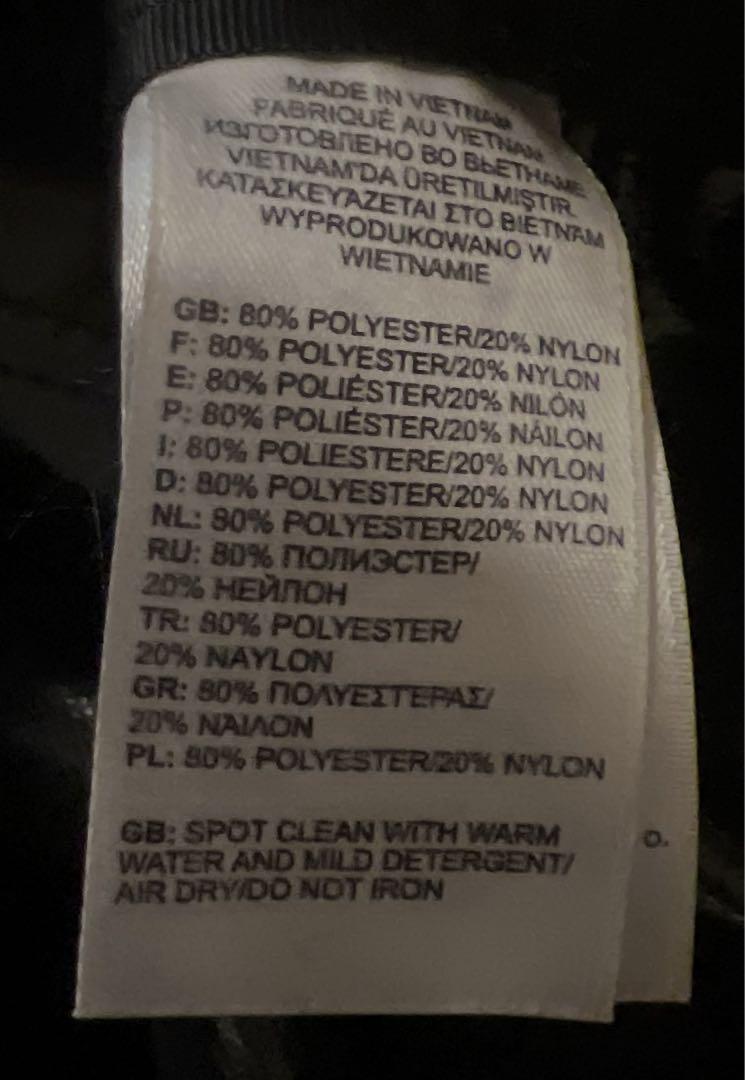 MADE IN VIETNAM
FABRIQUÉ AU VIETNAM
ИЗГОТОВЛЕНО ВО ВЬЕТНАМЕ
VIETNAM'DA ÜRETILMIŞTIR
ΚΑΤΑΣΚΕΥΆΖΕΤΑΙ ΣΤΟ ΒΙΕΤΝΆΜ
WYPRODUKOWANO W
WIETNAMIE
GB: 80% POLYESTER/20% NYLON
F: 80% POLYESTER/20% NYLON
E: 80% POLIÉSTER/20% NILÓN
P: 80% POLIÉSTER/20% NÁILON
I: 80% POLIESTERE/20% NYLON
D: 80% POLYESTER/20% NYLON
NL: 80% POLYESTER/20% NYLON
RU: 80% ПОЛИЭСТЕР/
20% НЕЙЛОН
TR: 80% POLYESTER/
20% NAYLON
GR: 80% ΠΟΛΥΕΣΤΕΡΑΣ/
20% ΝΑΙΛΟΝ
PL: 80% POLYESTER/20% NYLON
GB: SPOT CLEAN WITH WARM
WATER AND MILD DETERGENT/
AIR DRY/DO NOT IRON
O.